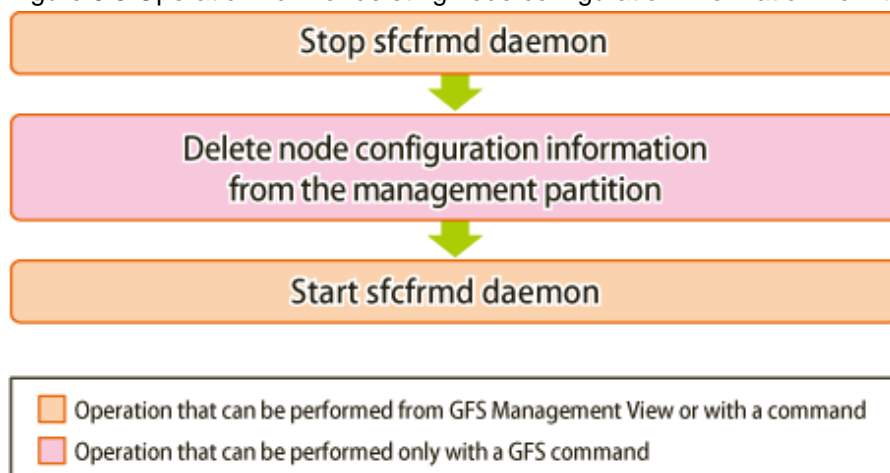 Stop sfcfrmd daemon
Delete node configuration information
from the management partition
Start sfcfrmd daemon
Operation that can be performed from GFS Management View or with a command
Operation that can be performed only with a GFS command